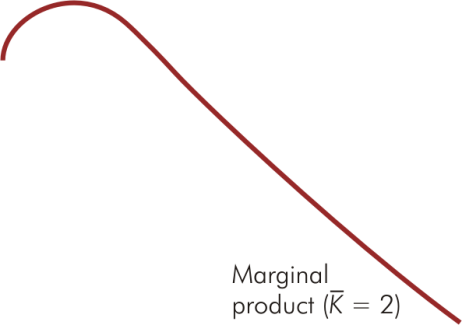 Marginal
product (K̅ = 2)